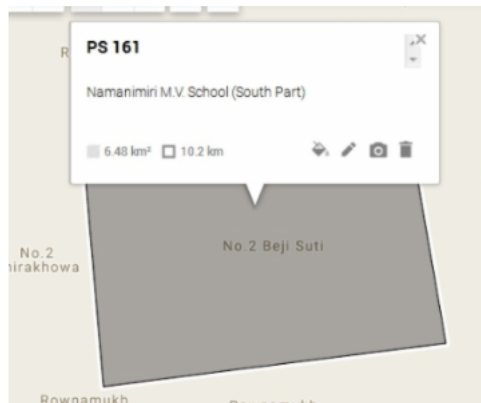 PS 161
Namanimiri M.V. School (South Part)
6.48 km² 10.2 km
No.2 Beji Suti
No.2
Rownamukh